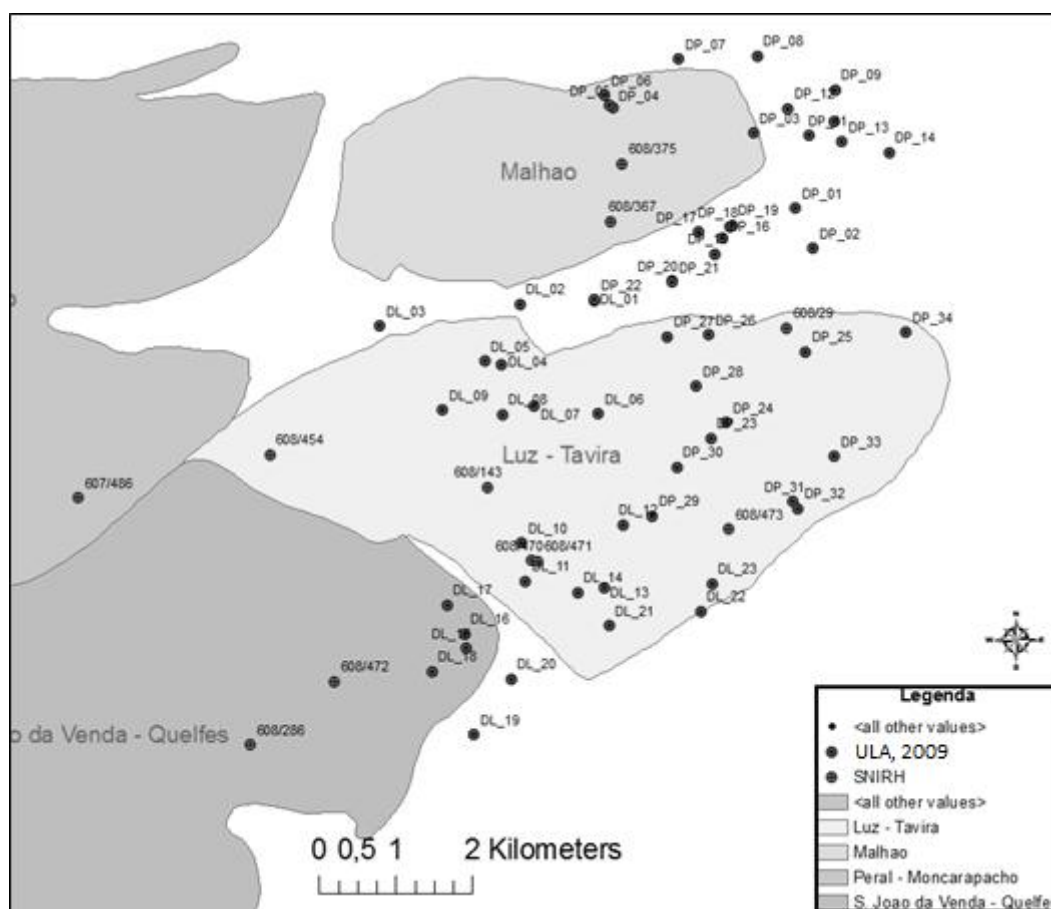 DP_07
DP_08
DP_06
DP_09
DP_04
DP_12
DP_03
DP_13
DP_14
608/375
Malhao
DP_01
608/367
DP_17
DP_18
DP_19
DP_16
DP_02
DP_20
DP_21
DL_02
DP_22
DL_01
DL_03
DP_27
DP_26
608/29
DP_34
DP_25
DL_05
DL_04
DP_28
DL_09
DL_08
DL_07
DL_06
DP_24
DP_23
608/454
Luz - Tavira
DP_30
DP_33
607/486
608/143
DP_31
DP_32
DL_12
DP_29
608/473
DL_10
608/470
608/471
DL_11
DL_14
DL_13
DL_23
DL_17
DL_21
DL_22
DL_16
608/472
DL_18
DL_20
DL_19
608/286
o da Venda - Quelfes
0 0,5 1 2 Kilometers
Legenda
<all other values>
ULA, 2009
SNIRH
<all other values>
Luz - Tavira
Malhao
Peral - Moncarapacho
S. Joao da Venda - Quelfe